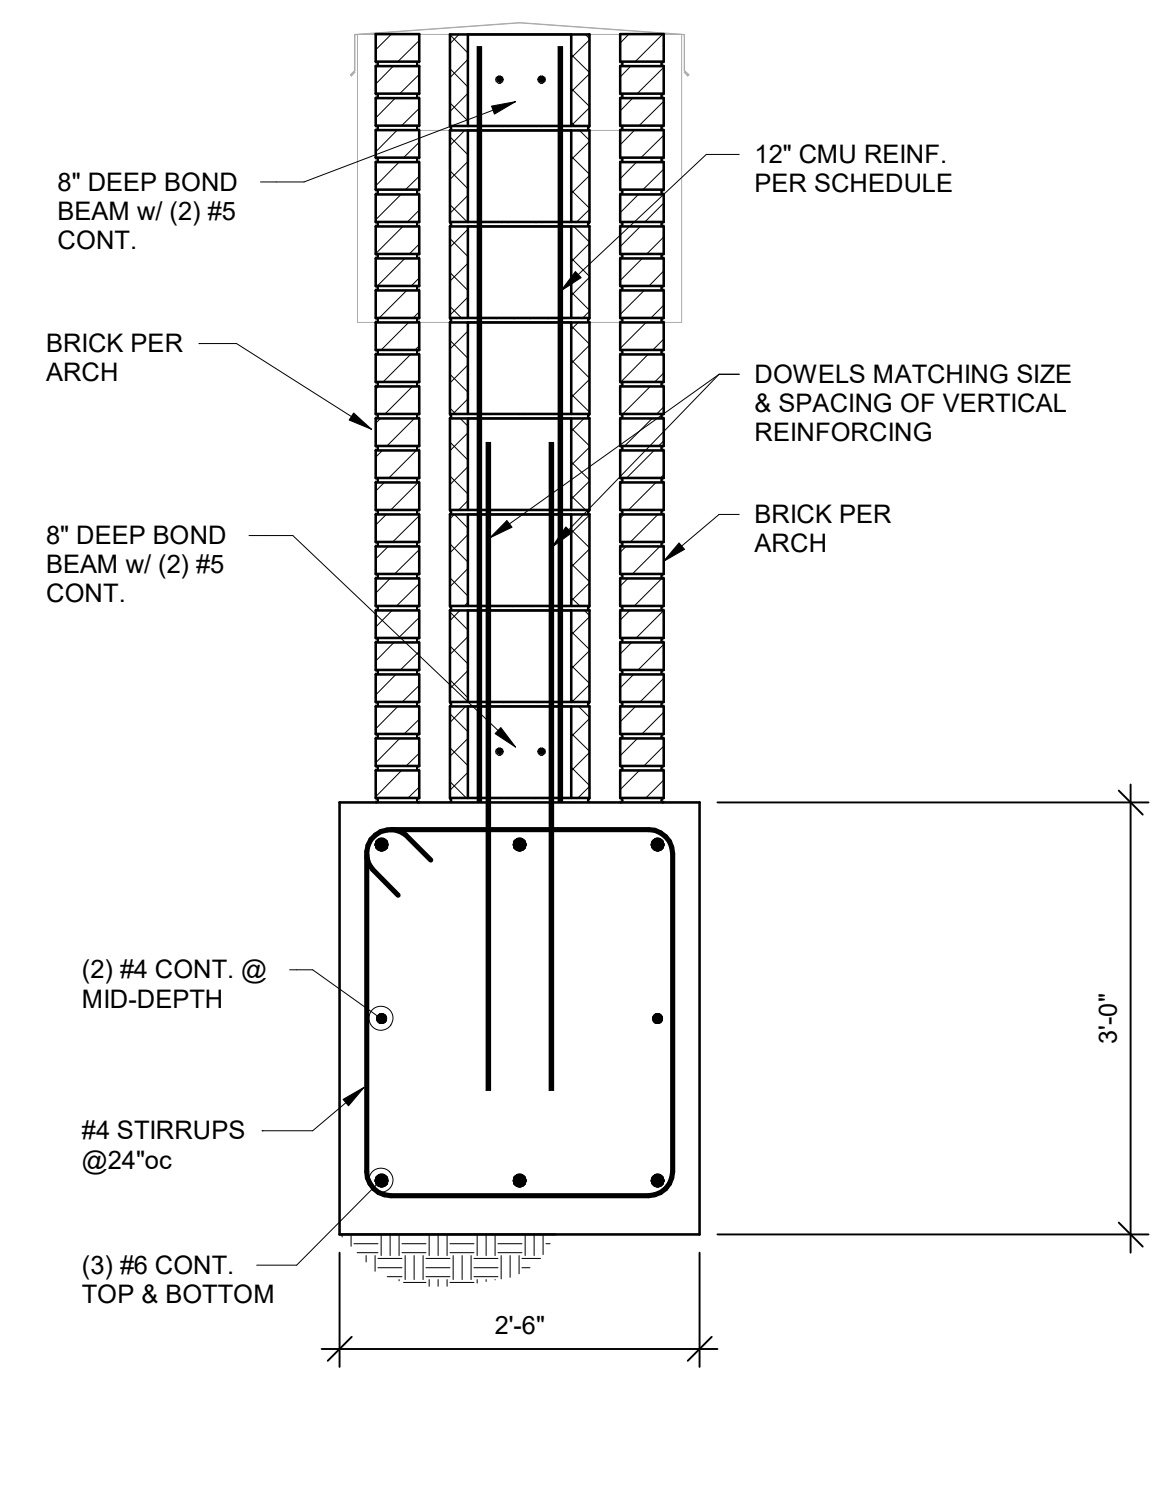 8" DEEP BOND
BEAM w/ (2) #5
CONT.
12" CMU REINF.
PER SCHEDULE
BRICK PER
ARCH
DOWELS MATCHING SIZE
& SPACING OF VERTICAL
REINFORCING
8" DEEP BOND
BEAM w/ (2) #5
CONT.
BRICK PER
ARCH
(2) #4 CONT. @
MID-DEPTH
3'-0"
#4 STIRRUPS
@24"oc
(3) #6 CONT.
TOP & BOTTOM
2'-6"